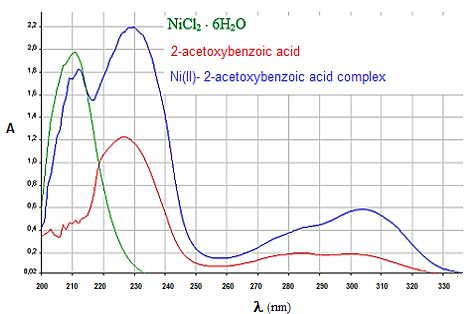 NiCl₂ · 6H₂O
2-acetoxybenzoic acid
Ni(II)- 2-acetoxybenzoic acid complex
A
2,2
2,0
1,8
1,6
1,4
1,2
1,0
0,8
0,6
0,4
0,2
0,02
200 210 220 230 240 250 260 270 280 290 300 310 320 330
λ (nm)